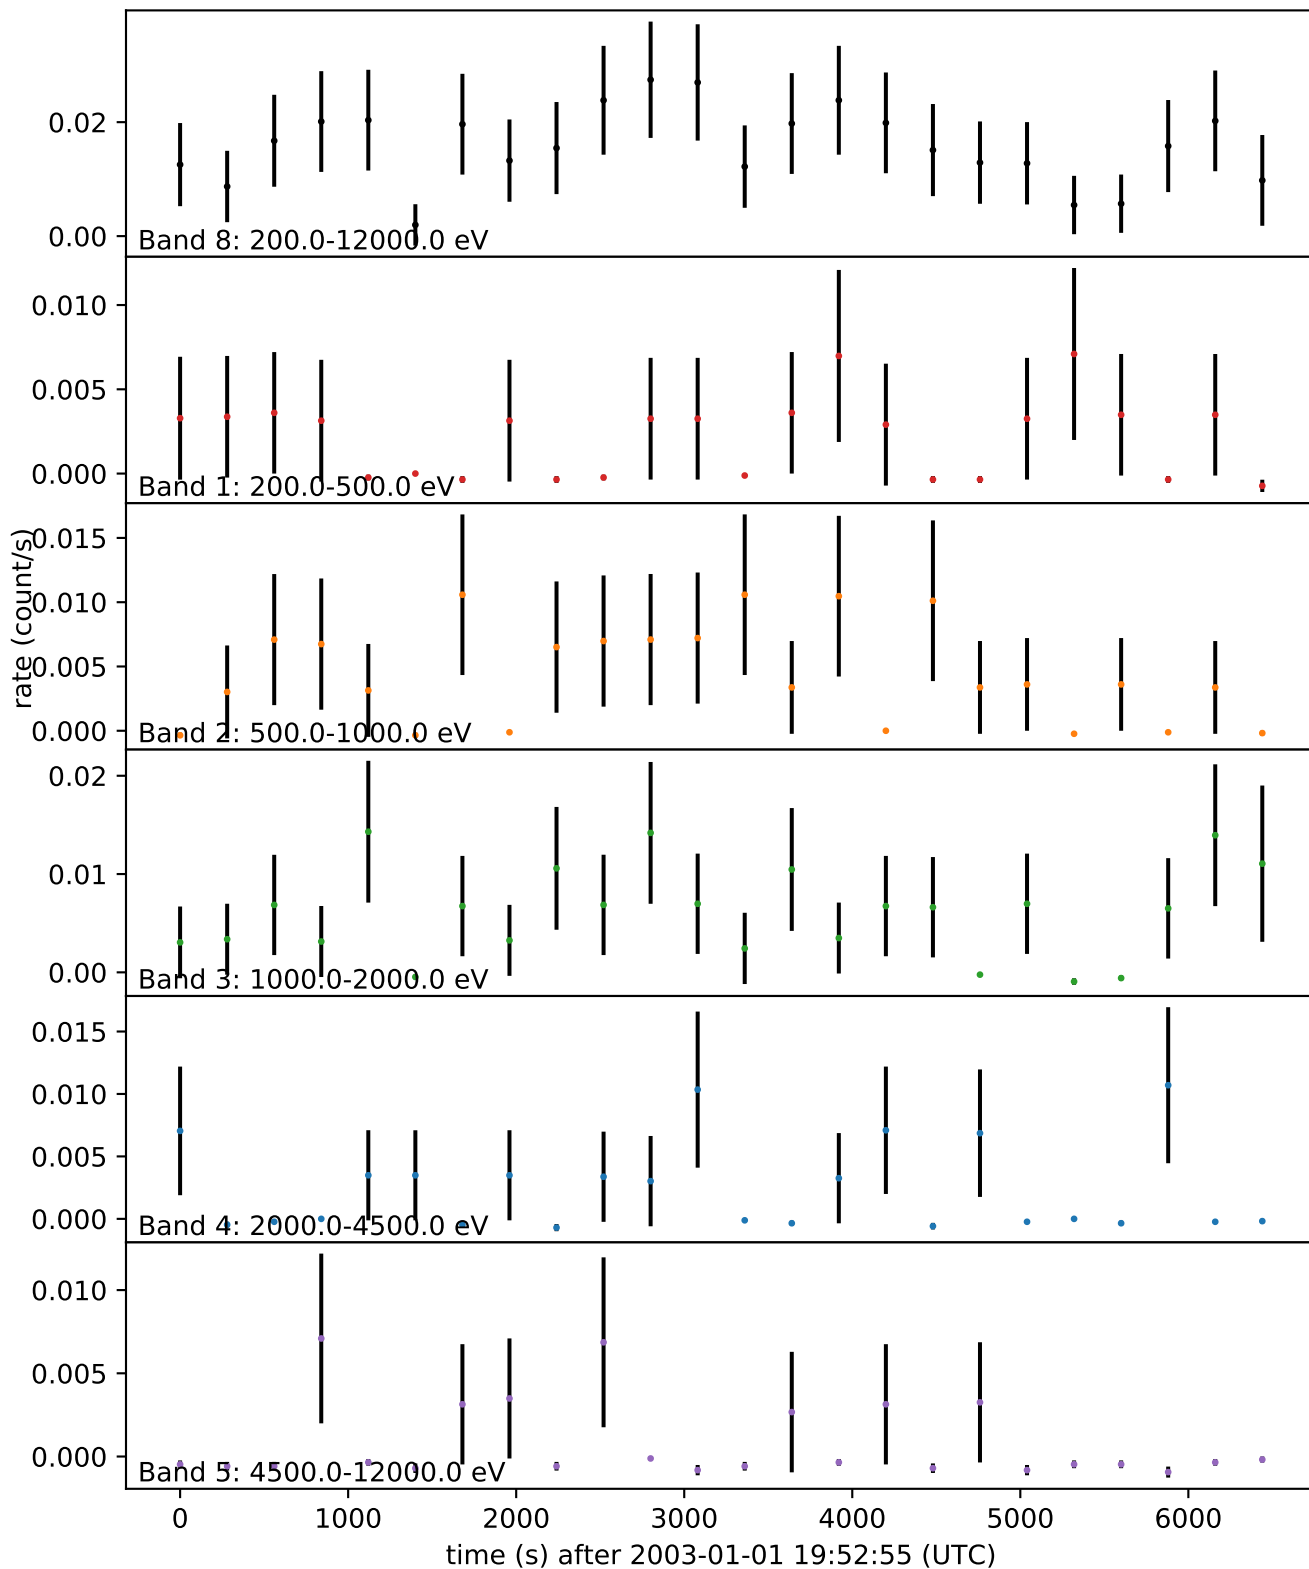 0.02
0.00
Band 8: 200.0-12000.0 eV
0.010
0.005
0.000
Band 1: 200.0-500.0 eV
rate (count/s)
0.015
0.010
0.005
0.000
Band 2: 500.0-1000.0 eV
0.02
0.01
0.00
Band 3: 1000.0-2000.0 eV
0.015
0.010
0.005
0.000
Band 4: 2000.0-4500.0 eV
0.010
0.005
0.000
Band 5: 4500.0-12000.0 eV
0 1000 2000 3000 4000 5000 6000
time (s) after 2003-01-01 19:52:55 (UTC)